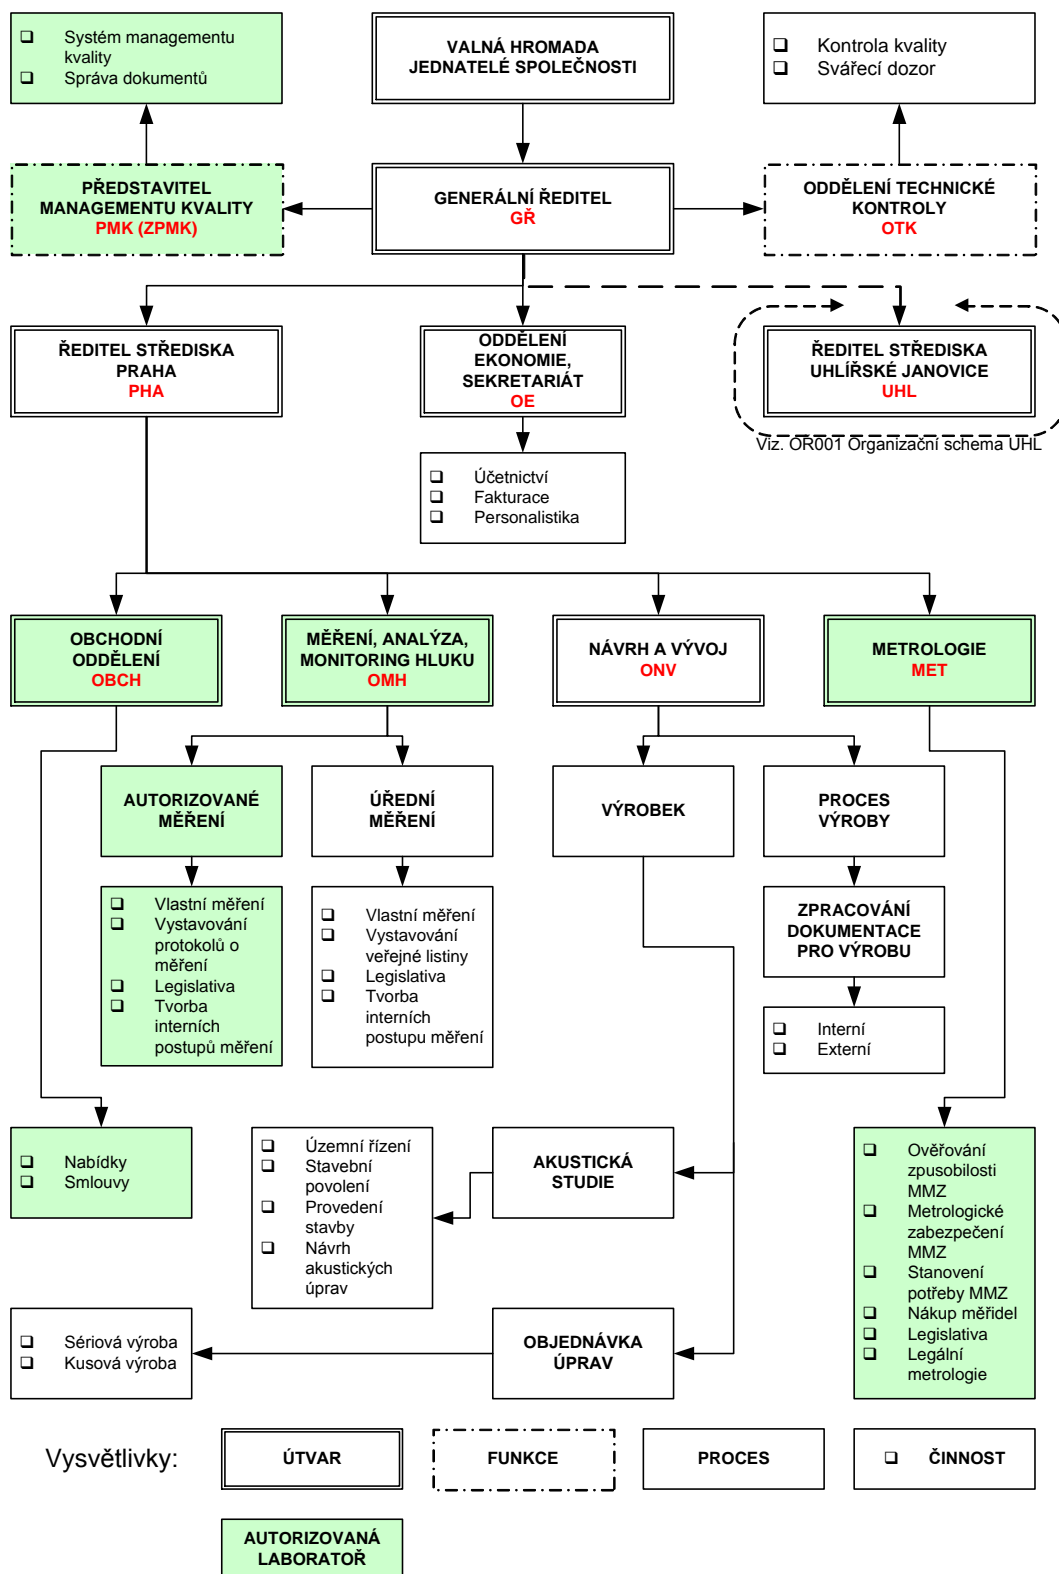 ❑ Systém managementu
kvality
❑ Správa dokumentů
VALNÁ HROMADA
JEDNATELÉ SPOLEČNOSTI
❑ Kontrola kvality
❑ Svářecí dozor
PŘEDSTAVITEL
MANAGEMENTU KVALITY
PMK (ZPMK)
GENERÁLNÍ ŘEDITEL
GŘ
ODDĚLENÍ TECHNICKÉ
KONTROLY
OTK
ŘEDITEL STŘEDISKA
PRAHA
PHA
ODDĚLENÍ
EKONOMIE,
SEKRETARIÁT
OE
ŘEDITEL STŘEDISKA
UHLÍŘSKÉ JANOVICE
UHL
Viz. OR001 Organizační schema UHL
❑ Účetnictví
❑ Fakturace
❑ Personalistika
OBCHODNÍ
ODDĚLENÍ
OBCH
MĚŘENÍ, ANALÝZA,
MONITORING HLUKU
OMH
NÁVRH A VÝVOJ
ONV
METROLOGIE
MET
AUTORIZOVANÉ
MĚŘENÍ
ÚŘEDNÍ
MĚŘENÍ
VÝROBEK
PROCES
VÝROBY
❑ Vlastní měření
❑ Vystavování
protokolů o
měření
❑ Legislativa
❑ Tvorba
interních
postupů měření
❑ Vlastní měření
❑ Vystavování
veřejné listiny
❑ Legislativa
❑ Tvorba
interních
postupu měření
ZPRACOVÁNÍ
DOKUMENTACE
PRO VÝROBU
❑ Interní
❑ Externí
❑ Nabídky
❑ Smlouvy
❑ Územní řízení
❑ Stavební
povolení
❑ Provedení
stavby
❑ Návrh
akustických
úprav
AKUSTICKÁ
STUDIE
❑ Ověřování
zpusobilosti
MMZ
❑ Metrologické
zabezpečení
MMZ
❑ Stanovení
potřeby MMZ
❑ Nákup měřidel
❑ Legislativa
❑ Legální
metrologie
❑ Sériová výroba
❑ Kusová výroba
OBJEDNÁVKA
ÚPRAV
Vysvětlivky:
ÚTVAR
FUNKCE
PROCES
❑ ČINNOST
AUTORIZOVANÁ
LABORATOŘ